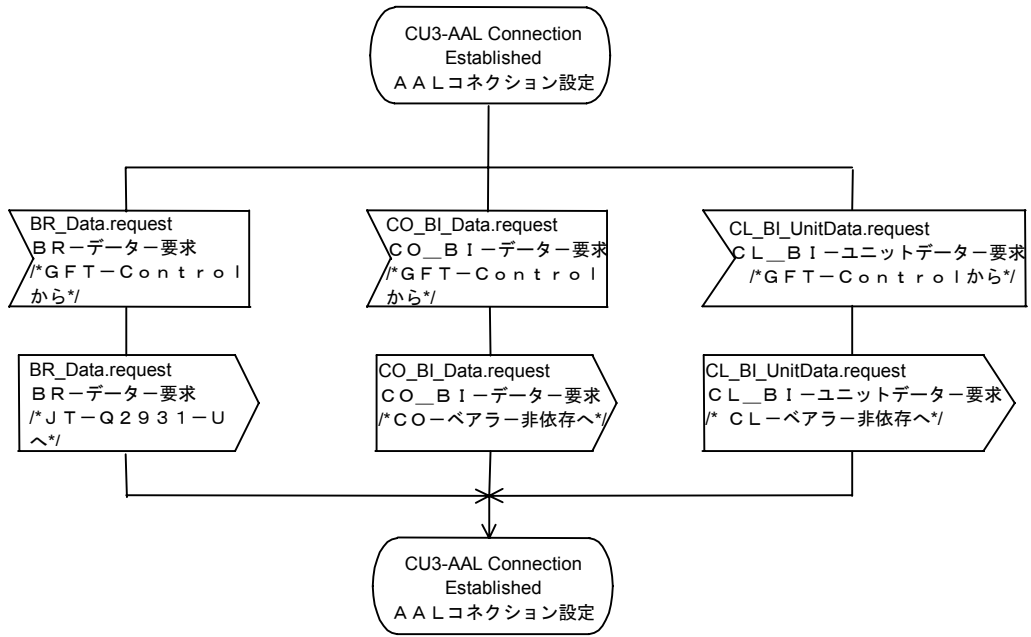 CU3-AAL Connection
Established
ＡＡＬコネクション設定
BR_Data.request
ＢＲ－データー要求
/*ＧＦＴ－Ｃｏｎｔｒｏｌ
から*/
CO_BI_Data.request
ＣＯ＿ＢＩ－データー要求
/*ＧＦＴ－Ｃｏｎｔｒｏｌ
から*/
CL_BI_UnitData.request
ＣＬ＿ＢＩ－ユニットデーター要求
/*ＧＦＴ－Ｃｏｎｔｒｏｌから*/
BR_Data.request
ＢＲ－データー要求
/*ＪＴ－Ｑ２９３１－Ｕ
へ*/
CO_BI_Data.request
ＣＯ＿ＢＩ－データー要求
/*ＣＯ－ベアラー非依存へ*/
CL_BI_UnitData.request
ＣＬ＿ＢＩ－ユニットデーター要求
/* ＣＬ－ベアラー非依存へ*/
CU3-AAL Connection
Established
ＡＡＬコネクション設定